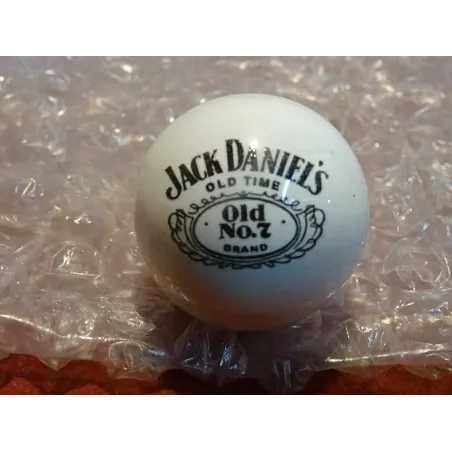 JACK DANIEL'S
OLD TIME
Old
No.7
BRAND